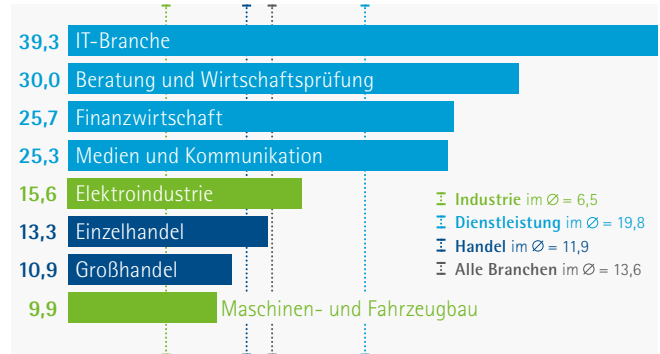 39,3 IT-Branche
30,0 Beratung und Wirtschaftsprüfung
25,7 Finanzwirtschaft
25,3 Medien und Kommunikation
15,6 Elektroindustrie
13,3 Einzelhandel
10,9 Großhandel
9,9 Maschinen- und Fahrzeugbau
Industrie im Ø = 6,5
Dienstleistung im Ø = 19,8
Handel im Ø = 11,9
Alle Branchen im Ø = 13,6